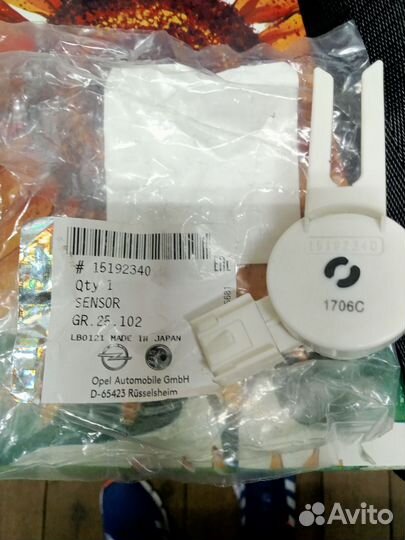 # 15192340
Qty 1
SENSOR
GR.25.102
LB0121 MADE IN JAPAN
Opel Automobile GmbH
D-65423 Rüsselsheim
EAC
15192340
1706C
Avito